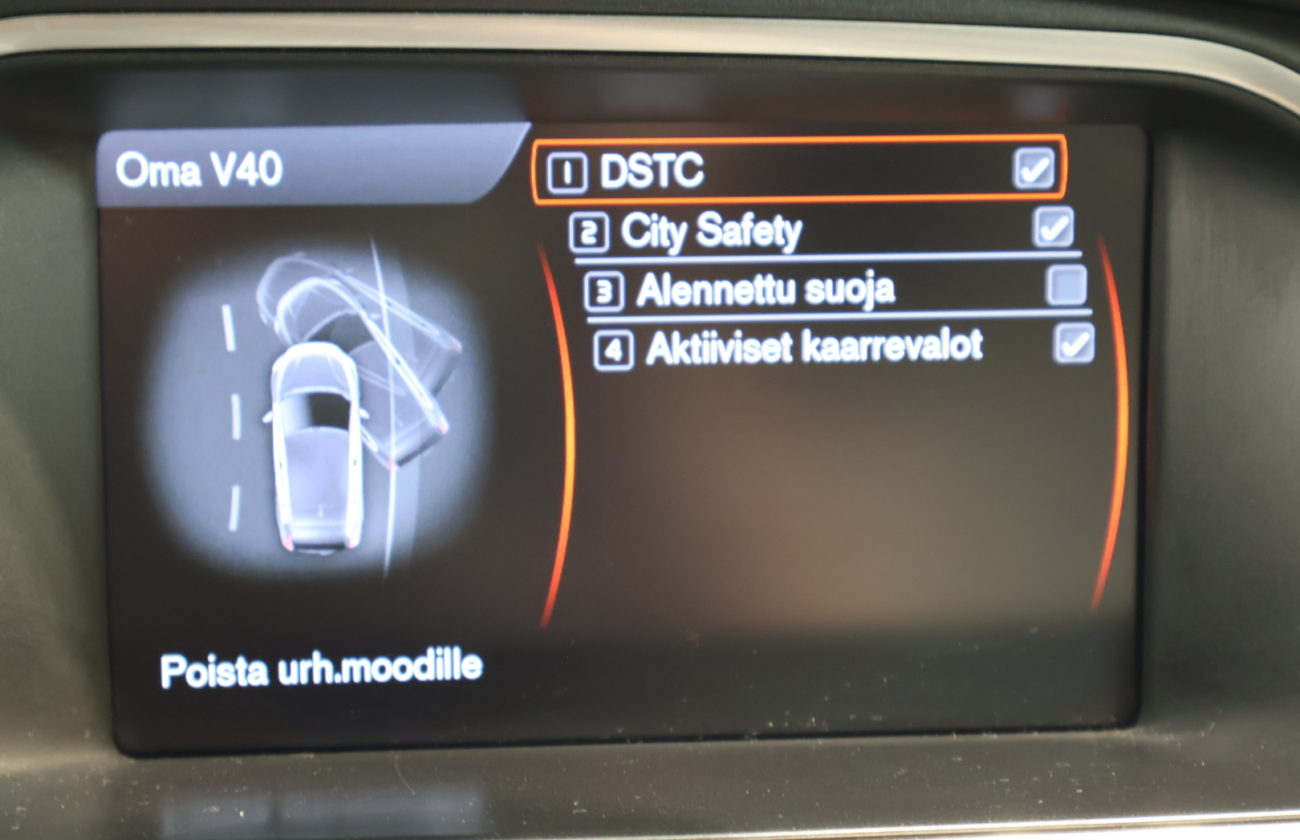 Oma V40
1 DSTC
2 City Safety
3 Alennettu suoja
4 Aktiiviset kaarrevalot
Poista urh.moodille